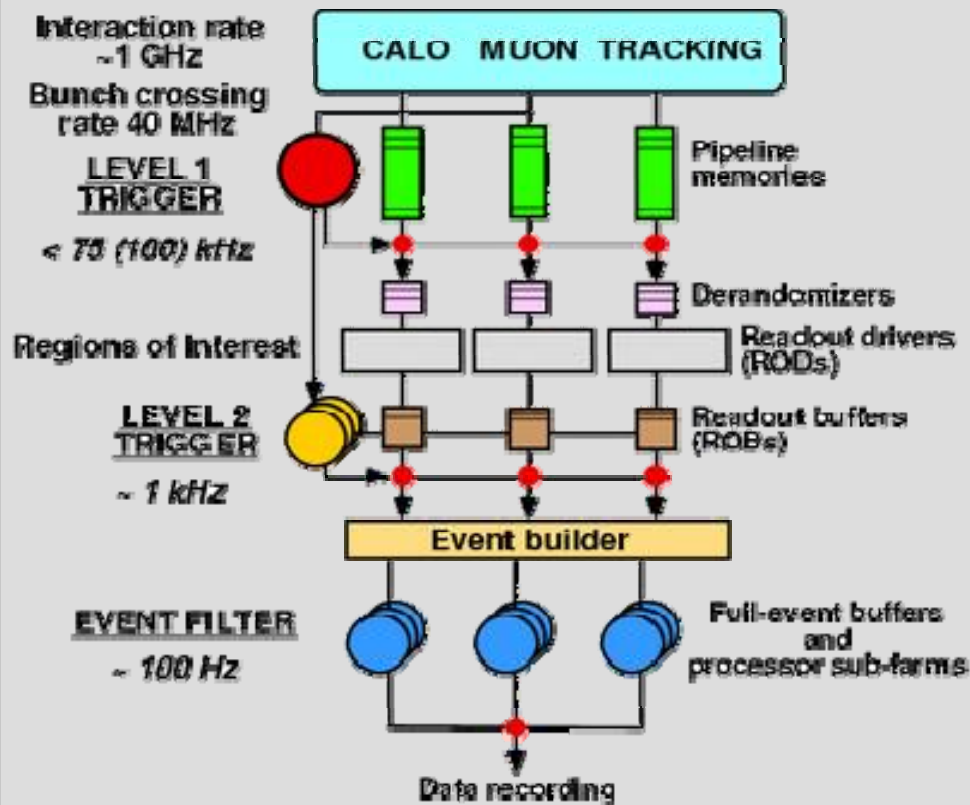 Interaction rate
~1 GHz
CALO MUON TRACKING
Bunch crossing
rate 40 MHz
LEVEL 1
TRIGGER
< 75 (100) kHz
Pipeline
memories
Derandomizers
Regions of Interest
Readout drivers
(RODs)
LEVEL 2
TRIGGER
~ 1 kHz
Readout buffers
(ROBs)
Event builder
EVENT FILTER
~ 100 Hz
Full-event buffers
and
processor sub-farms
Data recording